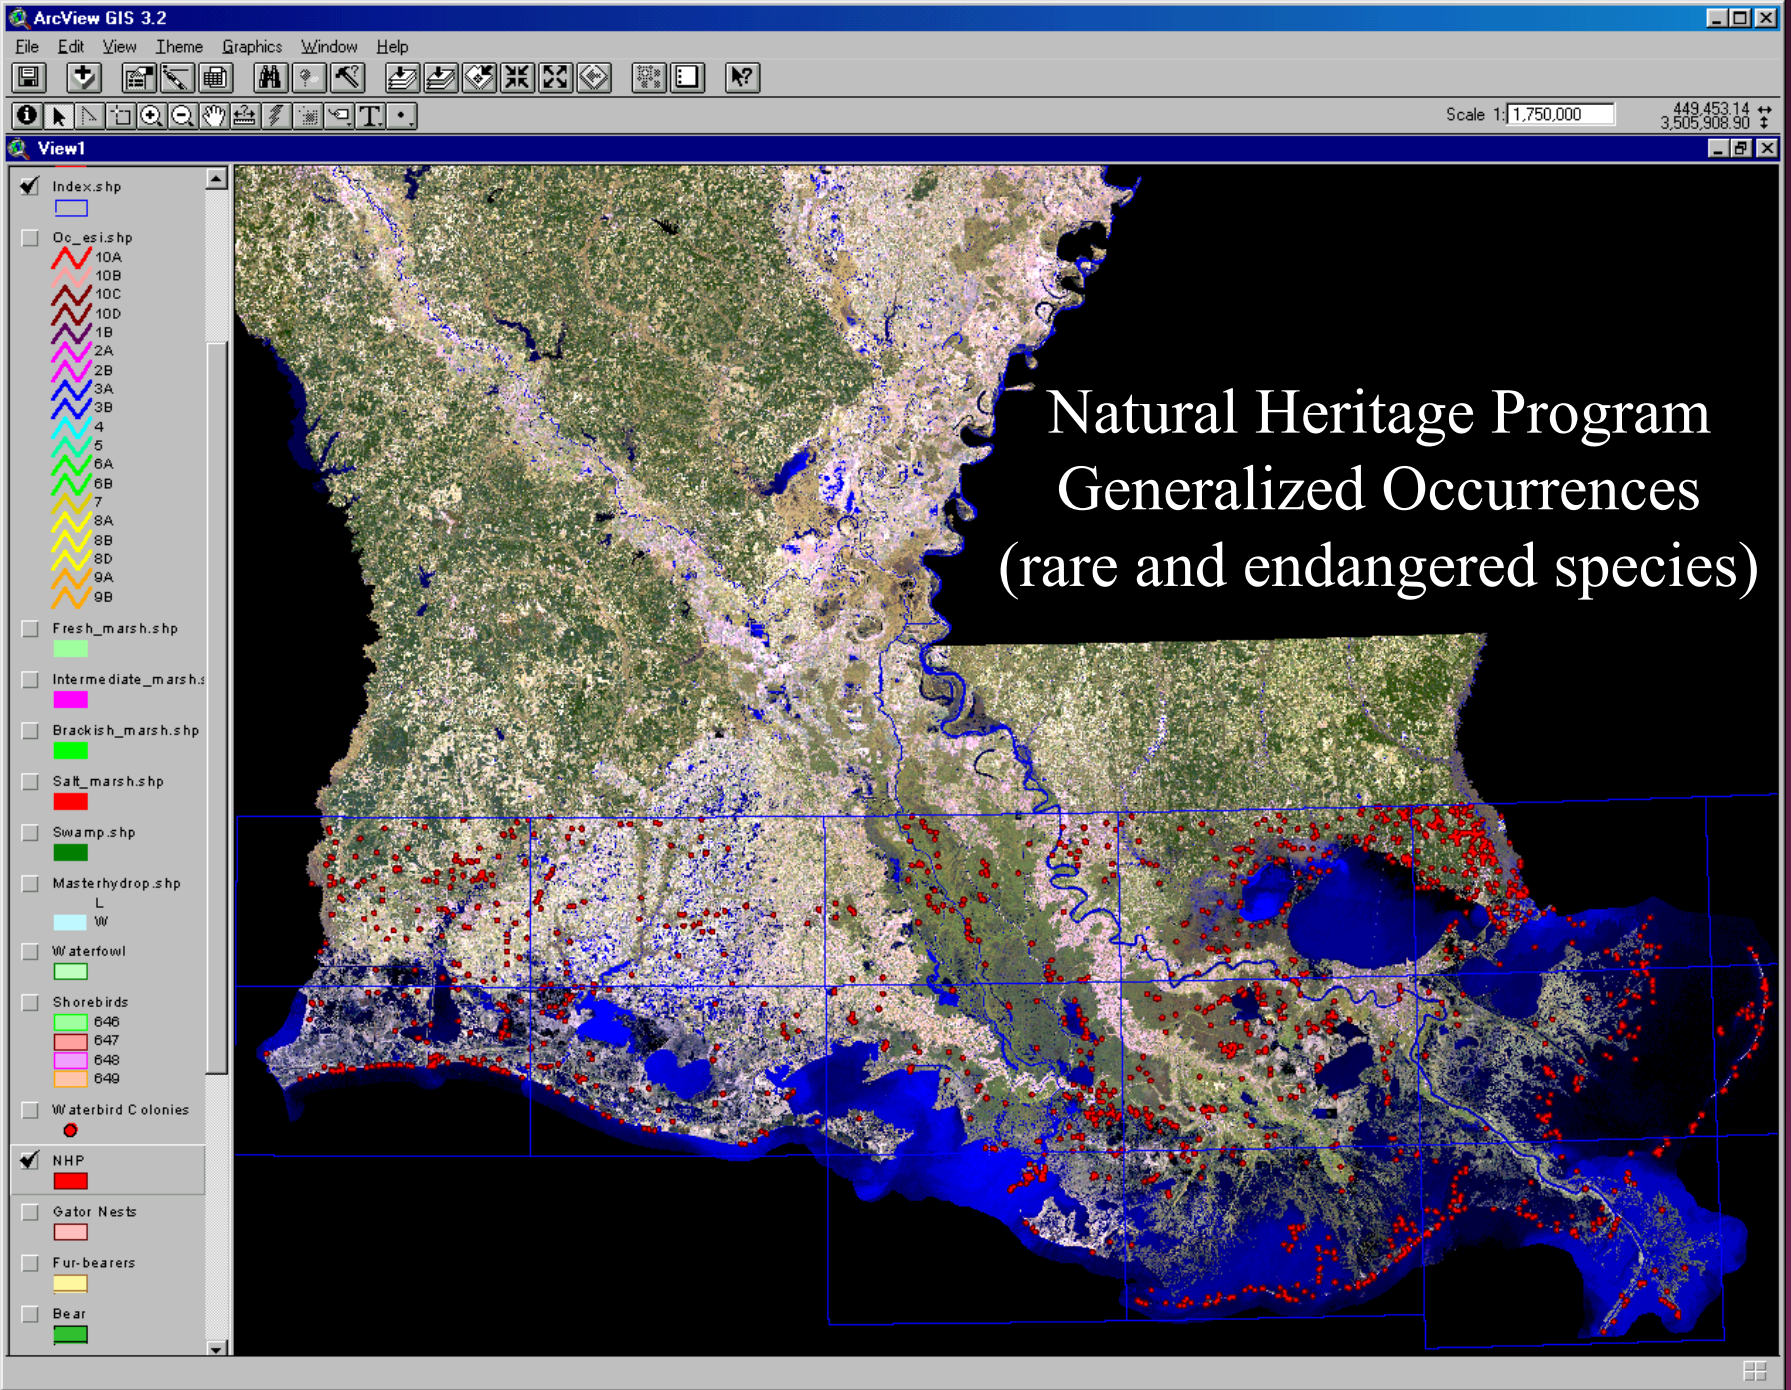 ArcView GIS 3.2
File Edit View Theme Graphics Window Help
Scale 1: 1,750,000
449,453.14
3,505,908.90
View1
Index.shp
Oc_esi.shp
10A
10B
10C
10D
1B
2A
2B
3A
3B
4
5
6A
6B
7
8A
8B
8D
9A
9B
Fresh_marsh.shp
Intermediate_marsh.s
Brackish_marsh.shp
Salt_marsh.shp
Swamp.shp
Masterhydrop.shp
L
W
Waterfowl
Shorebirds
646
647
648
649
Waterbird Colonies
NHP
Gator Nests
Fur-bearers
Bear
Natural Heritage Program
Generalized Occurrences
(rare and endangered species)